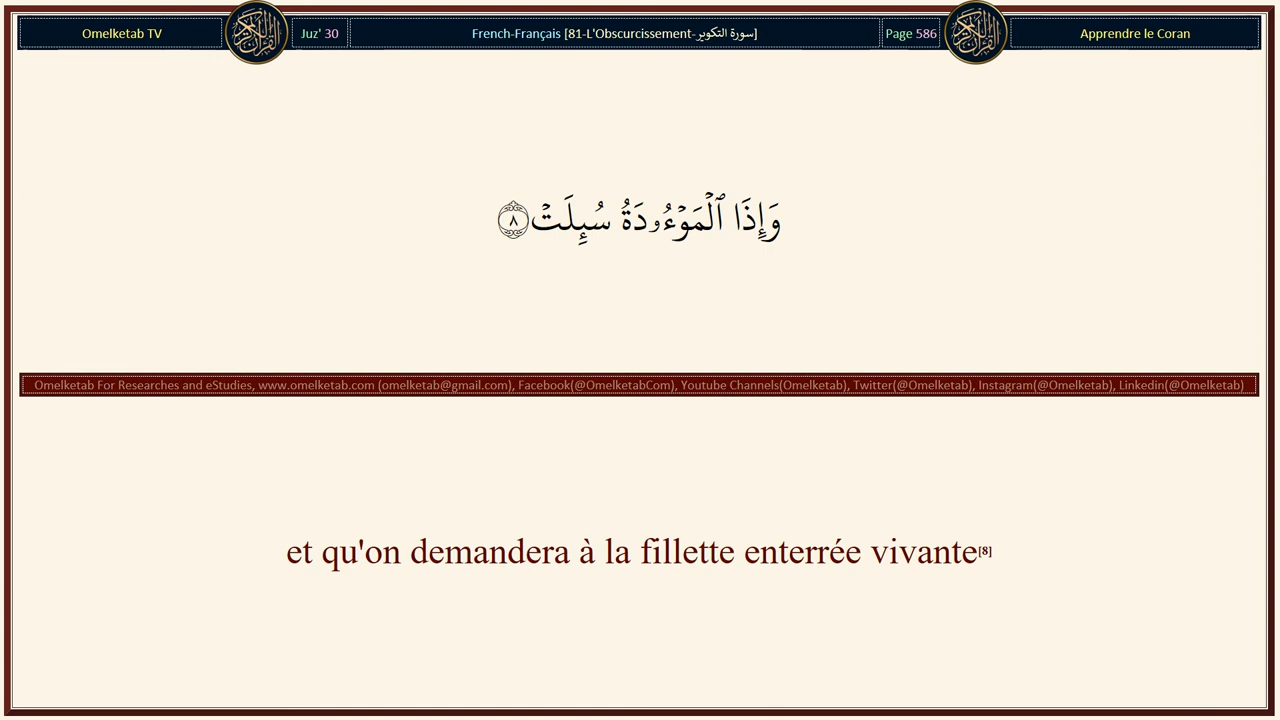 Omelketab TV
Juz' 30
French-Français [81-L'Obscurcissement-سورة التكوير]
Page 586
Apprendre le Coran
وَإِذَا ٱلۡمَوۡءُۥدَةُ سُئِلَتۡ ٨
Omelketab For Researches and eStudies, www.omelketab.com (omelketab@gmail.com), Facebook(@OmelketabCom), Youtube Channels(Omelketab), Twitter(@Omelketab), Instagram(@Omelketab), Linkedin(@Omelketab)
et qu'on demandera à la fillette enterrée vivante[8]